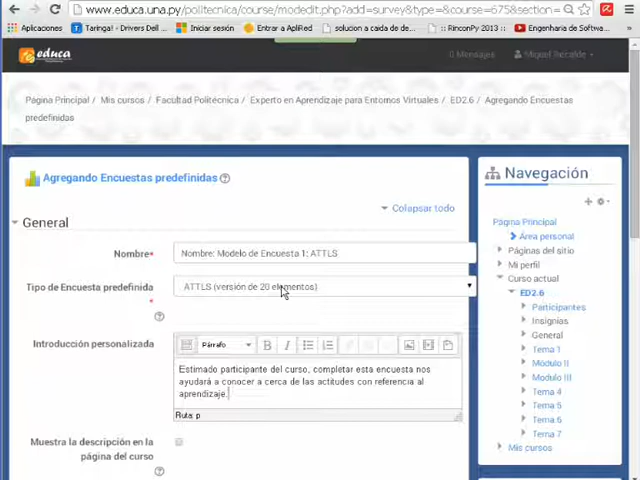 www.educa.una.py/politecnica/course/modedit.php?add=survey&type=&course=675&section=
Aplicaciones Taringa! - Drivers Dell ... Iniciar sesión Entrar a ApliRed solucion a caida de de... .:: RinconPy 2013 ::. Engenharia de Softwa...
educa 0 Mensajes Miguel
Página Principal / Mis cursos / Facultad Politécnica / Experto en Aprendizaje para Entornos Virtuales / ED2.6 / Agregando Encuestas
predefinidas
Agregando Encuestas predefinidas
Colapsar todo
General
Nombre* Nombre: Modelo de Encuesta 1: ATTLS
Tipo de Encuesta predefinida * ATTLS (versión de 20 elementos)
Introducción personalizada Párrafo B I
Estimado participante del curso, completar esta encuesta nos
ayudará a conocer a cerca de las actitudes con referencia al
aprendizaje.
Ruta: p
Muestra la descripción en la
página del curso
Navegación
Página Principal
Área personal
Páginas del sitio
Mi perfil
Curso actual
ED2.6
Participantes
Insignias
General
Tema 1
Módulo II
Modulo III
Tema 4
Tema 5
Tema 6
Tema 7
Mis cursos